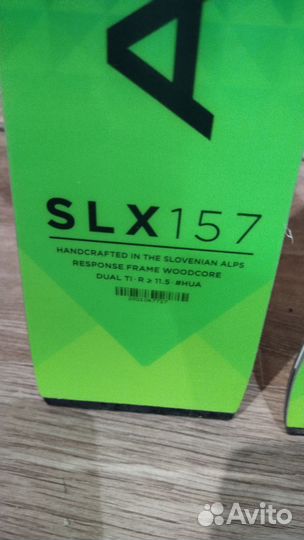 A
SLX157
HANDCRAFTED IN THE SLOVENIAN ALPS
RESPONSE FRAME WOODCORE
DUAL TI · R ≥ 11.5 · #HUA
Avito